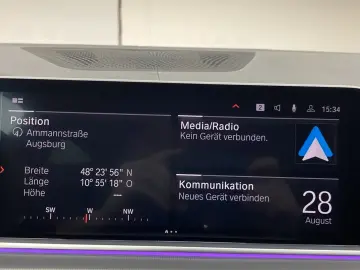 2
15:34
Position
Ammannstraße
Augsburg
Breite 48° 23' 56" N
Länge 10° 55' 18" O
Höhe ---
SW W NW
Media/Radio
Kein Gerät verbunden.
Kommunikation
Neues Gerät verbinden
28
August